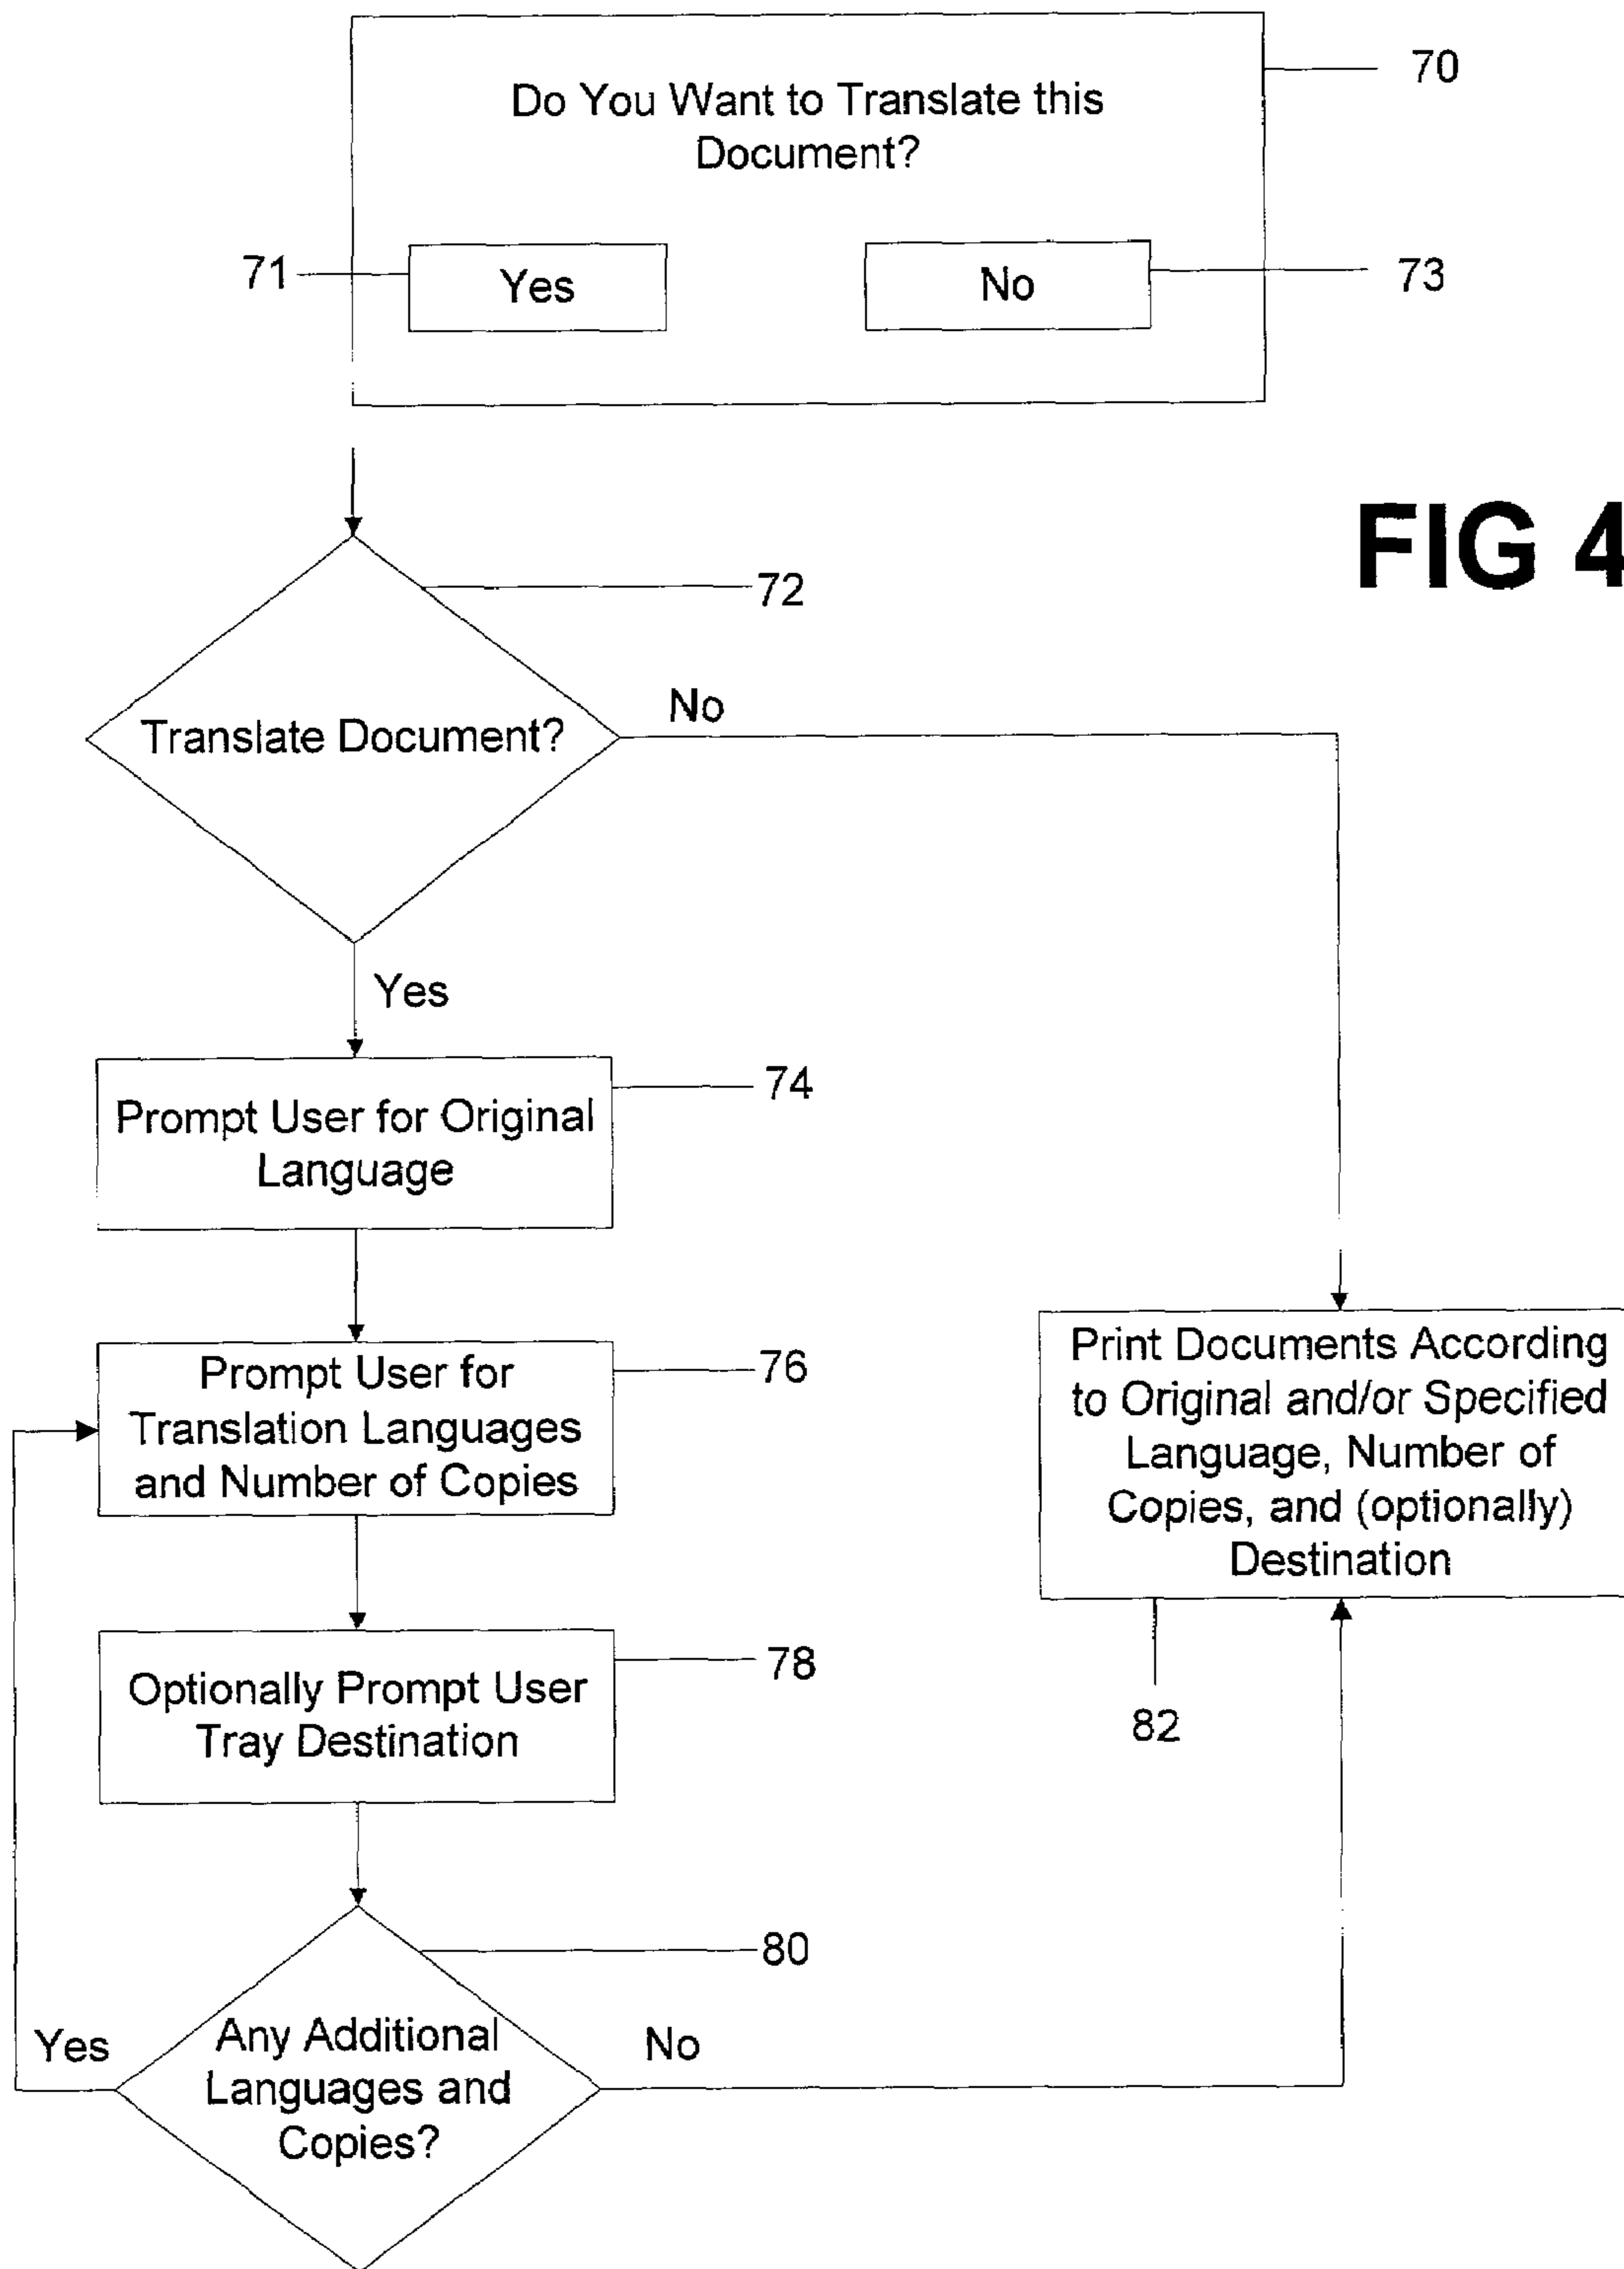 Do You Want to Translate this
Document?
70
71
Yes
No
73
FIG 4
72
Translate Document?
No
Yes
74
Prompt User for Original
Language
76
Prompt User for
Translation Languages
and Number of Copies
Print Documents According
to Original and/or Specified
Language, Number of
Copies, and (optionally)
Destination
78
Optionally Prompt User
Tray Destination
82
80
Yes
Any Additional
Languages and
Copies?
No